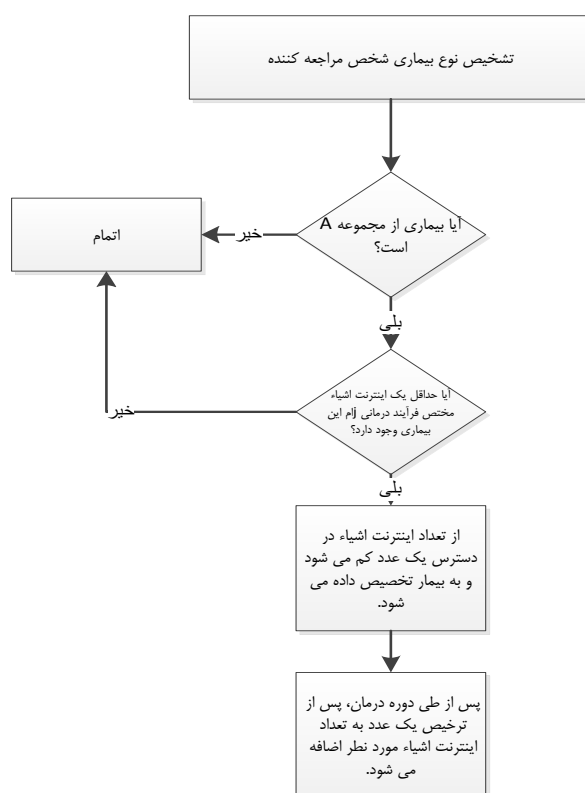 تشخیص نوع بیماری شخص مراجعه کننده
آیا بیماری از مجموعه A
است؟
خیر
اتمام
بلی
آیا حداقل یک اینترنت اشیاء
مختص فرآیند درمانی jام این
بیماری وجود دارد؟
خیر
بلی
از تعداد اینترنت اشیاء در
دسترس یک عدد کم می شود
و به بیمار تخصیص داده می
شود.
پس از طی دوره درمان، پس از
ترخیص یک عدد به تعداد
اینترنت اشیاء مورد نطر اضافه
می شود.